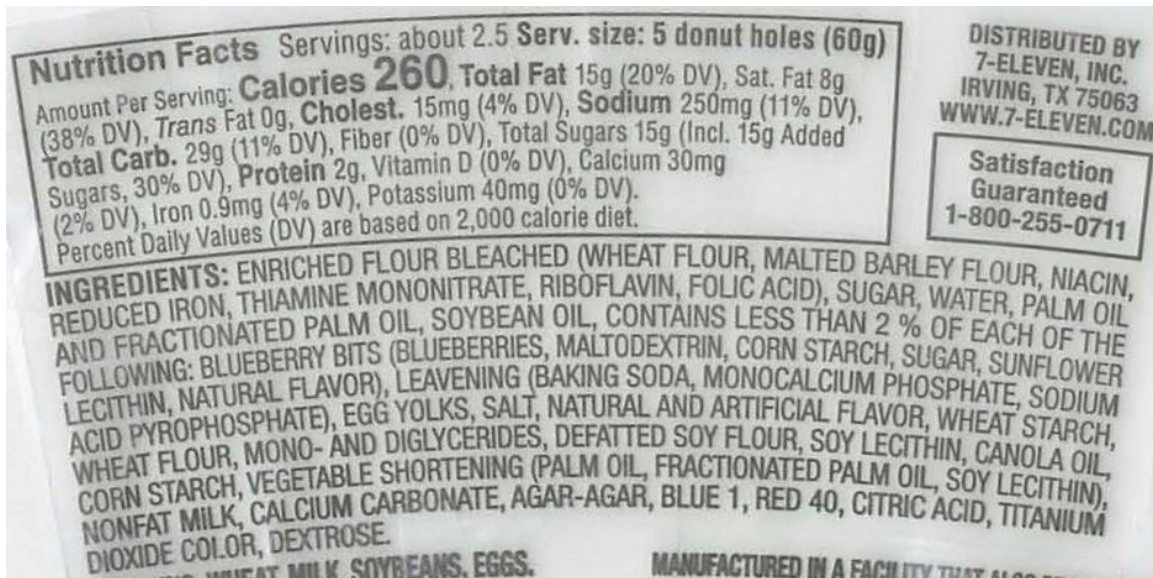 Nutrition Facts Servings: about 2.5 Serv. size: 5 donut holes (60g)
Amount Per Serving: Calories 260, Total Fat 15g (20% DV), Sat. Fat 8g
(38% DV), Trans Fat 0g, Cholest. 15mg (4% DV), Sodium 250mg (11% DV),
Total Carb. 29g (11% DV), Fiber (0% DV), Total Sugars 15g (Incl. 15g Added
Sugars, 30% DV), Protein 2g, Vitamin D (0% DV), Calcium 30mg
(2% DV), Iron 0.9mg (4% DV), Potassium 40mg (0% DV).
Percent Daily Values (DV) are based on 2,000 calorie diet.
DISTRIBUTED BY
7-ELEVEN, INC.
IRVING, TX 75063
WWW.7-ELEVEN.COM
Satisfaction
Guaranteed
1-800-255-0711
INGREDIENTS: ENRICHED FLOUR BLEACHED (WHEAT FLOUR, MALTED BARLEY FLOUR, NIACIN,
REDUCED IRON, THIAMINE MONONITRATE, RIBOFLAVIN, FOLIC ACID), SUGAR, WATER, PALM OIL
AND FRACTIONATED PALM OIL, SOYBEAN OIL, CONTAINS LESS THAN 2 % OF EACH OF THE
FOLLOWING: BLUEBERRY BITS (BLUEBERRIES, MALTODEXTRIN, CORN STARCH, SUGAR, SUNFLOWER
LECITHIN, NATURAL FLAVOR), LEAVENING (BAKING SODA, MONOCALCIUM PHOSPHATE, SODIUM
ACID PYROPHOSPHATE), EGG YOLKS, SALT, NATURAL AND ARTIFICIAL FLAVOR, WHEAT STARCH,
WHEAT FLOUR, MONO- AND DIGLYCERIDES, DEFATTED SOY FLOUR, SOY LECITHIN, CANOLA OIL,
CORN STARCH, VEGETABLE SHORTENING (PALM OIL, FRACTIONATED PALM OIL, SOY LECITHIN),
NONFAT MILK, CALCIUM CARBONATE, AGAR-AGAR, BLUE 1, RED 40, CITRIC ACID, TITANIUM
DIOXIDE COLOR, DEXTROSE.
WHEAT, MILK, SOYBEANS, EGGS.
MANUFACTURED IN A FACILITY THAT ALSO